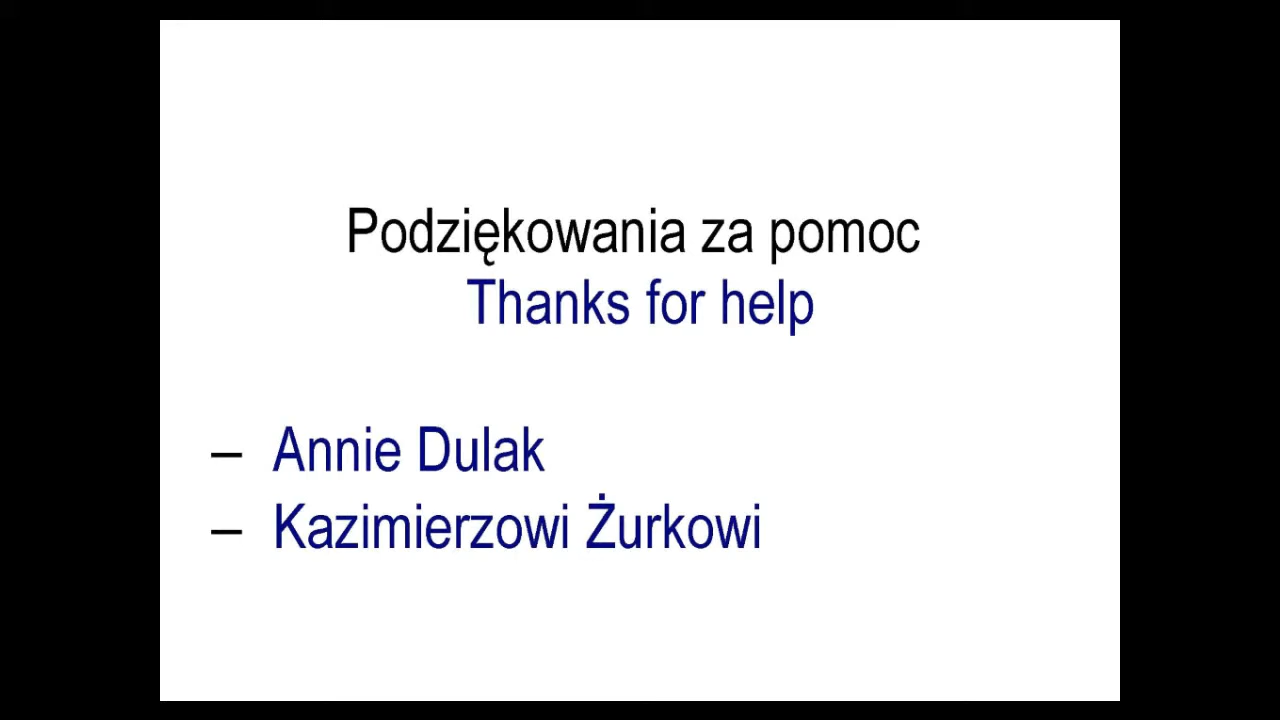 Podziękowania za pomoc
Thanks for help
– Annie Dulak
– Kazimierzowi Żurkowi